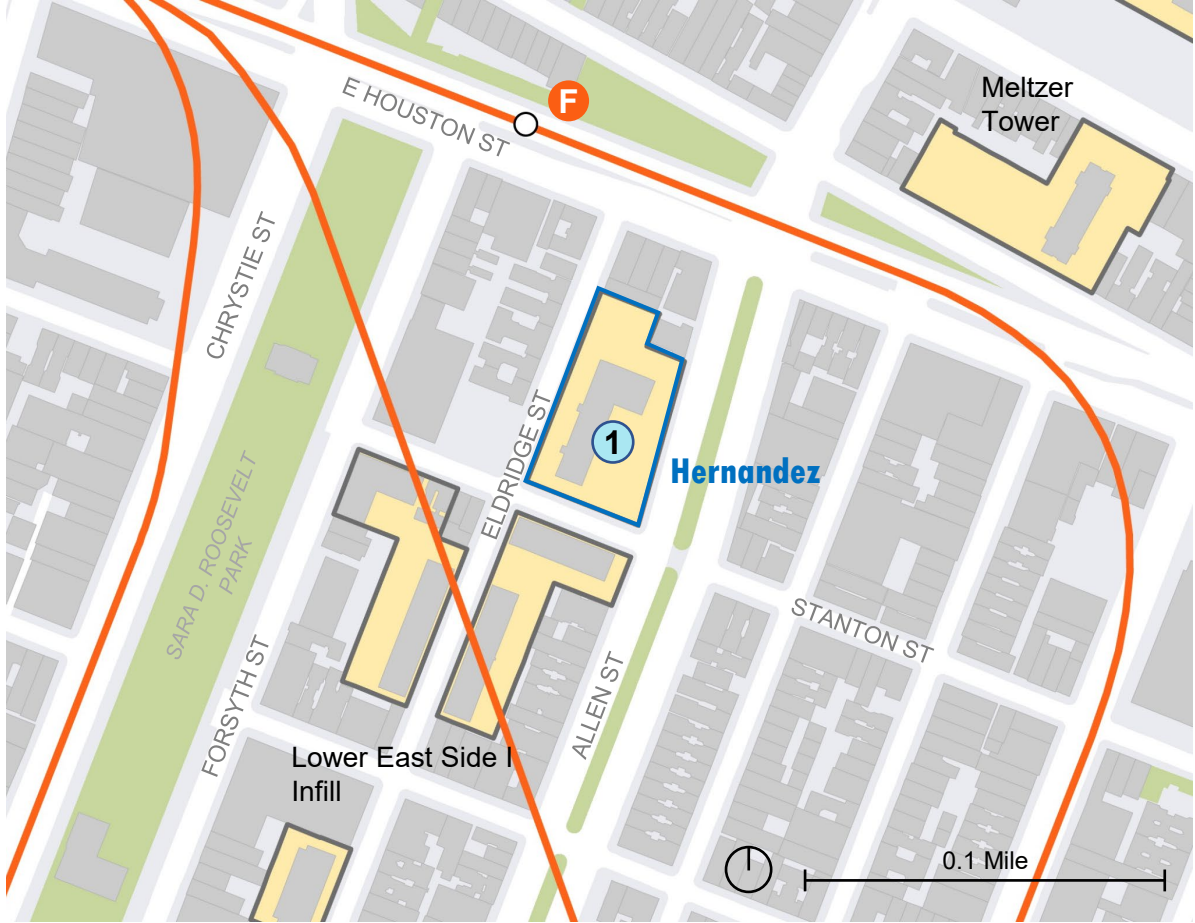 Meltzer
Tower
F
E HOUSTON ST
CHRYSTIE ST
ELDRIDGE ST
1
Hernandez
SARA D. ROOSEVELT
PARK
STANTON ST
FORSYTH ST
ALLEN ST
Lower East Side I
Infill
0.1 Mile